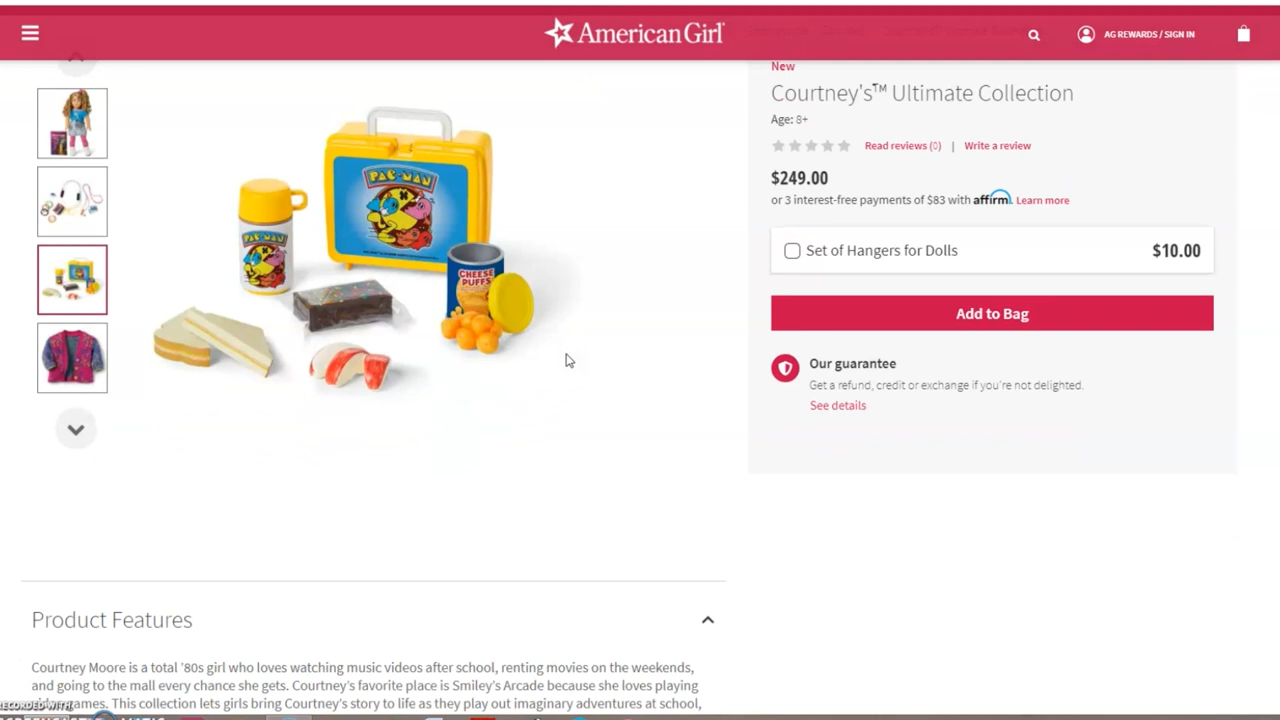 American Girl
AG REWARDS / SIGN IN
New
Courtney's™ Ultimate Collection
Age: 8+
Read reviews (0) | Write a review
$249.00
or 3 interest-free payments of $83 with affirm. Learn more
Set of Hangers for Dolls $10.00
Add to Bag
Our guarantee
Get a refund, credit or exchange if you're not delighted.
See details
PAC-MAN
PAC-MAN
CHEESE
PUFFS
Product Features
Courtney Moore is a total '80s girl who loves watching music videos after school, renting movies on the weekends,
and going to the mall every chance she gets. Courtney's favorite place is Smiley's Arcade because she loves playing
games. This collection lets girls bring Courtney's story to life as they play out imaginary adventures at school,
RECORDED WITH